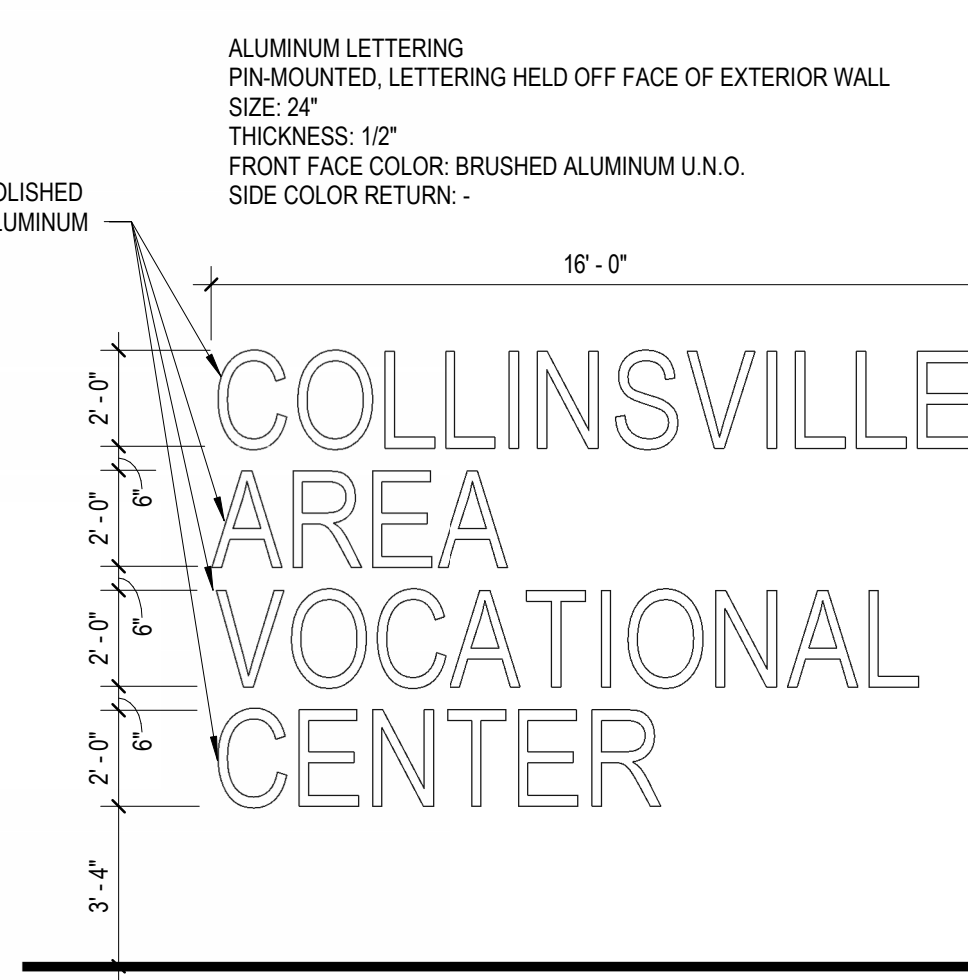 ALUMINUM LETTERING
PIN-MOUNTED, LETTERING HELD OFF FACE OF EXTERIOR WALL
SIZE: 24"
THICKNESS: 1/2"
FRONT FACE COLOR: BRUSHED ALUMINUM U.N.O.
SIDE COLOR RETURN: -
OLISHED
LUMINUM
16' - 0"
2' - 0"
COLLINSVILLE
6"
2' - 0"
AREA
6"
2' - 0"
VOCATIONAL
6"
2' - 0"
CENTER
3' - 4"